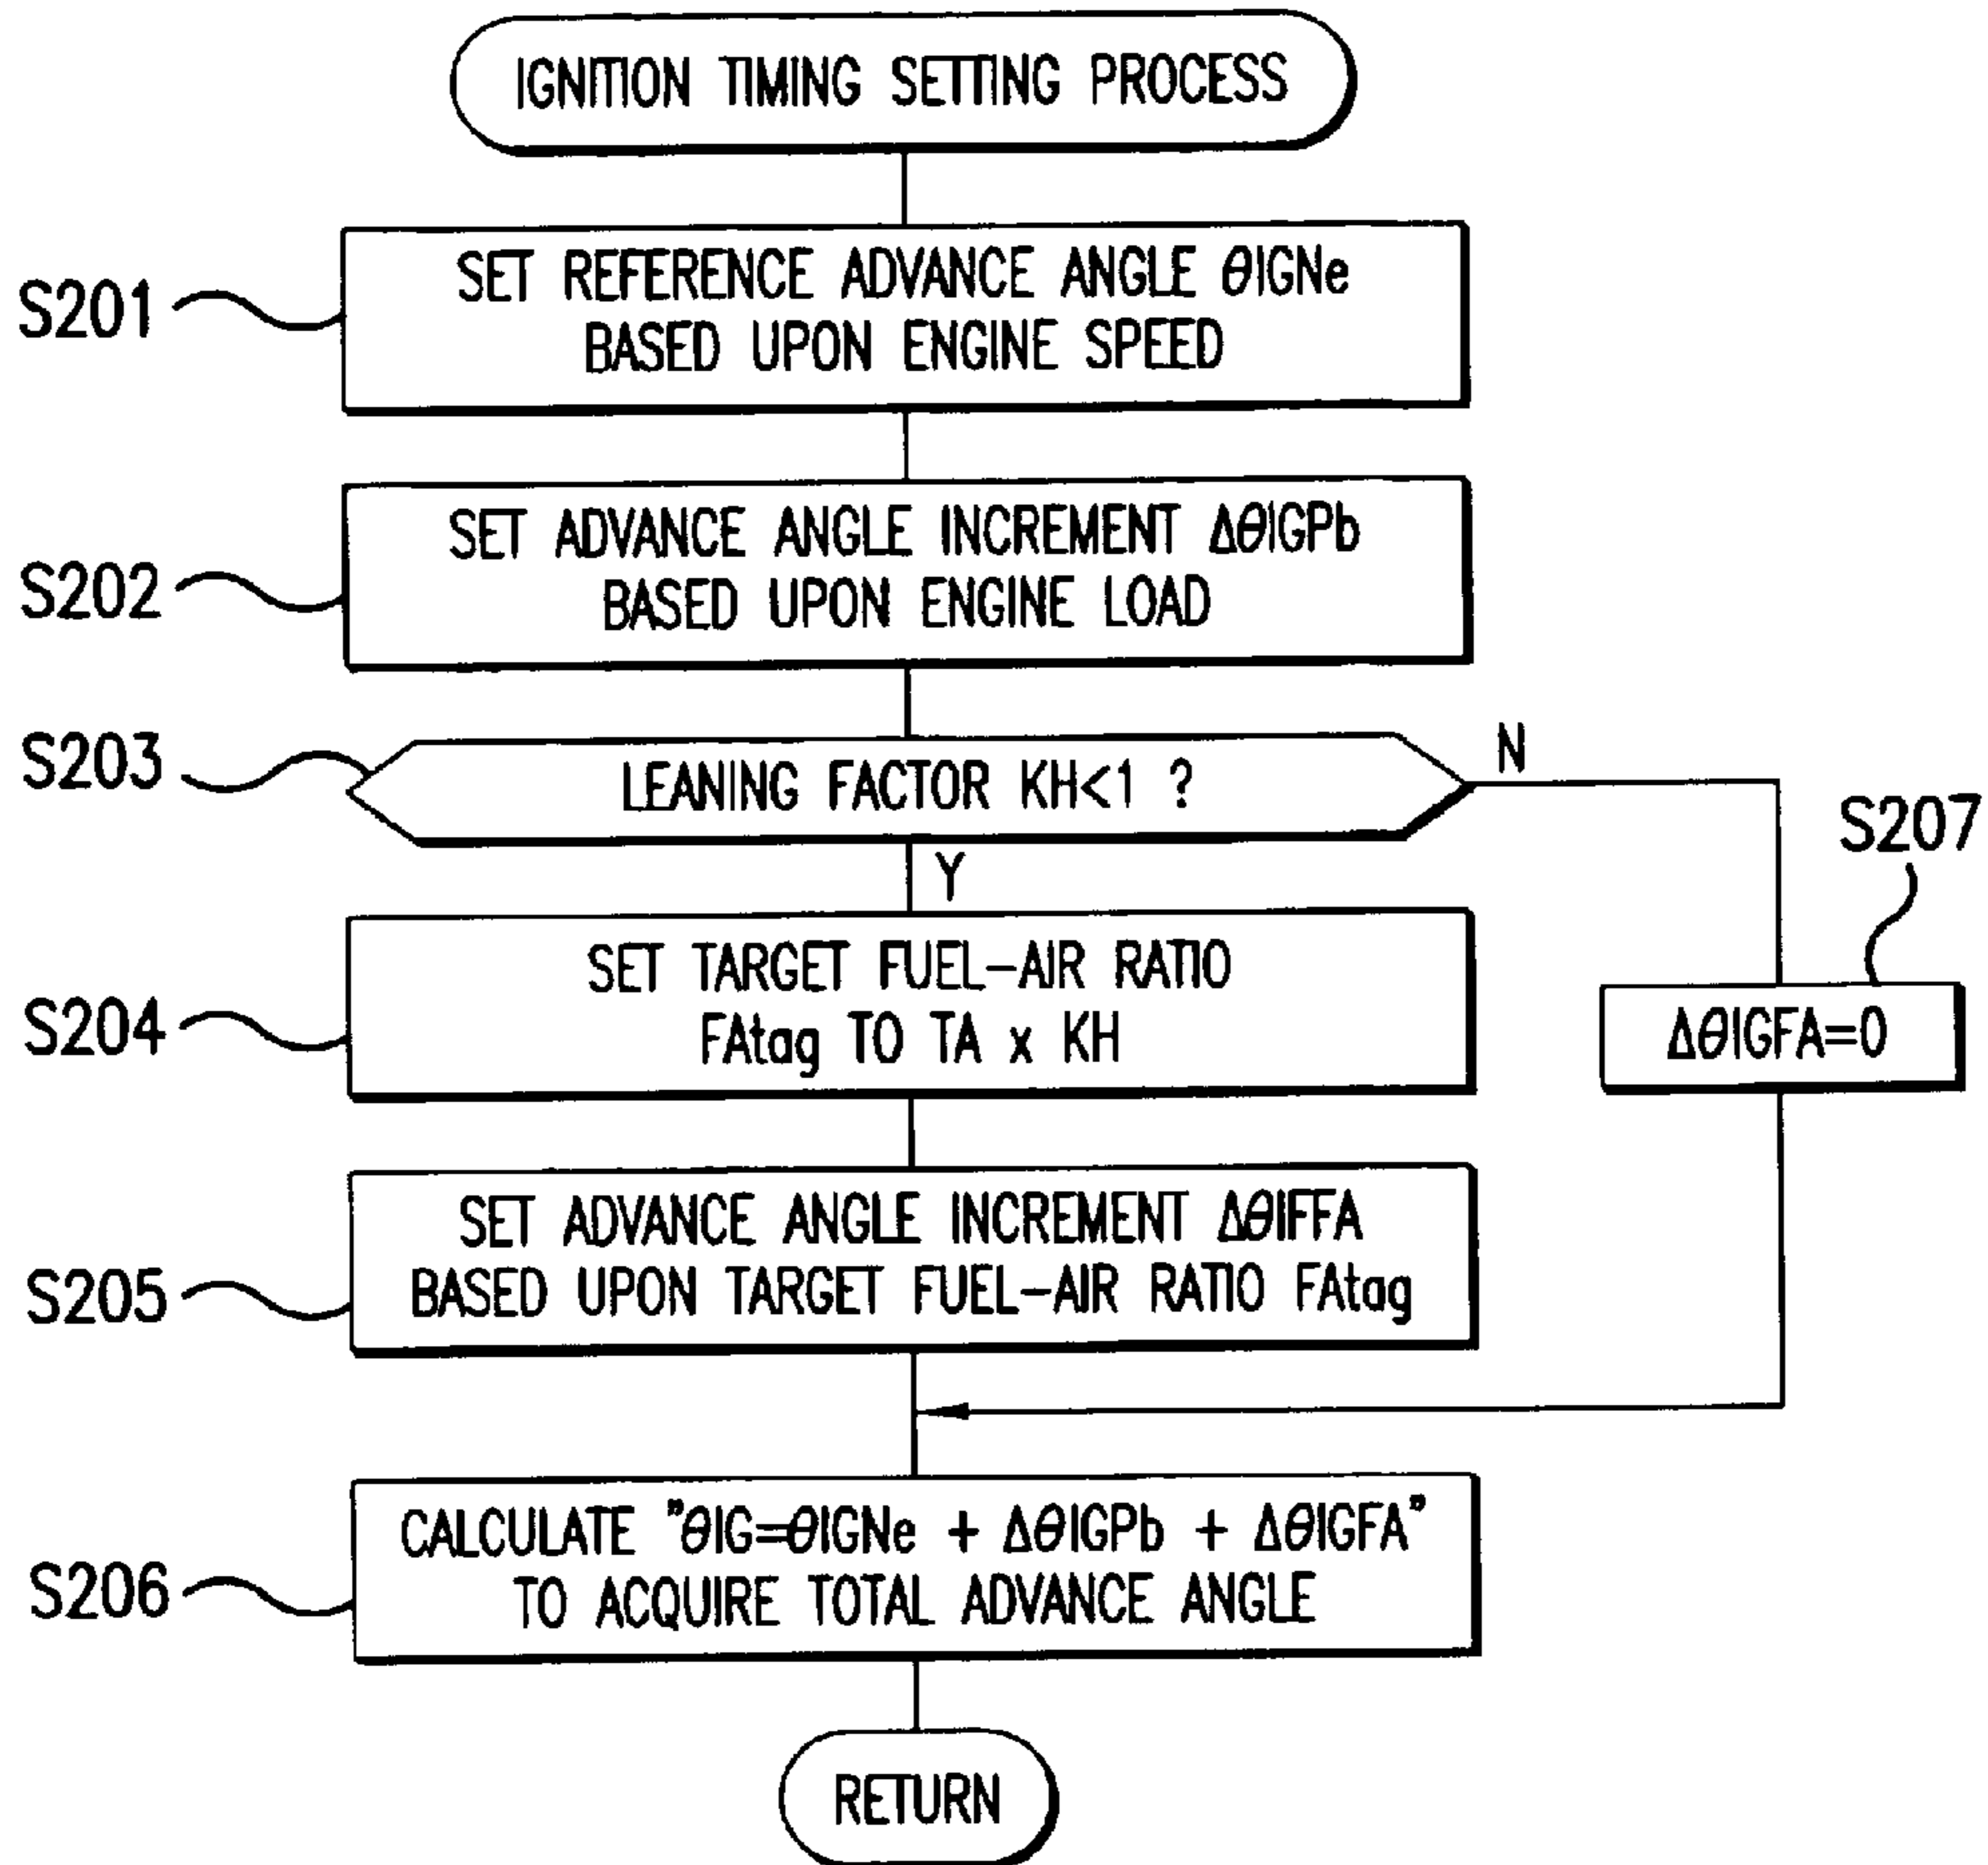 IGNITION TIMING SETTING PROCESS
S201
SET REFERENCE ADVANCE ANGLE θIGNe
BASED UPON ENGINE SPEED
S202
SET ADVANCE ANGLE INCREMENT ΔθIGPb
BASED UPON ENGINE LOAD
S203
LEANING FACTOR KH<1 ?
N
Y
S207
ΔθIGFA=0
S204
SET TARGET FUEL-AIR RATIO
FAtag TO TA x KH
S205
SET ADVANCE ANGLE INCREMENT ΔθIFFA
BASED UPON TARGET FUEL-AIR RATIO FAtag
S206
CALCULATE "θIG=θIGNe + ΔθIGPb + ΔθIGFA"
TO ACQUIRE TOTAL ADVANCE ANGLE
RETURN